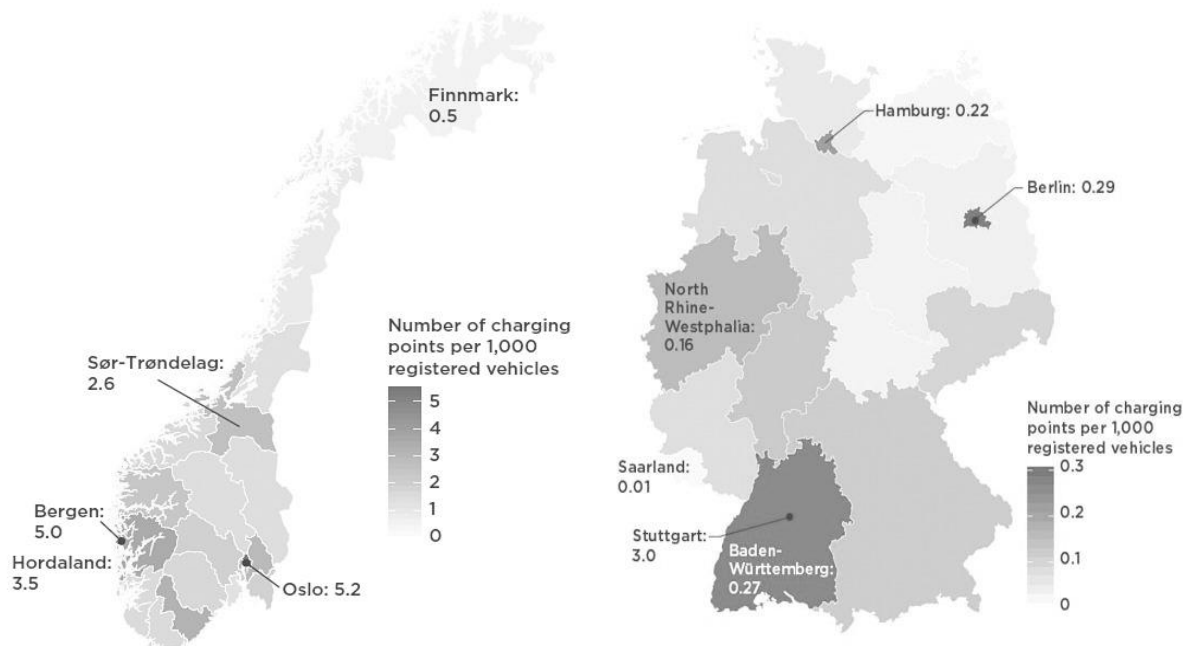 Finnmark:
0.5
Sør-Trøndelag:
2.6
Bergen:
5.0
Hordaland:
3.5
Oslo: 5.2
Number of charging
points per 1,000
registered vehicles
5
4
3
2
1
0
Hamburg: 0.22
Berlin: 0.29
North
Rhine-
Westphalia:
0.16
Saarland:
0.01
Stuttgart:
3.0
Baden-
Württemberg:
0.27
Number of charging
points per 1,000
registered vehicles
0.3
0.2
0.1
0